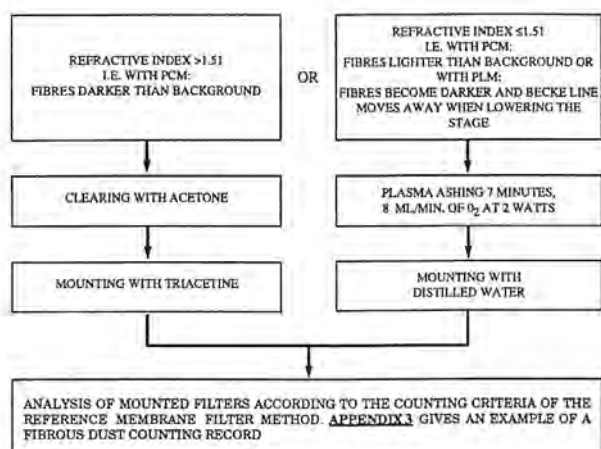 REFRACTIVE INDEX >1.51
I.E. WITH PCM:
FIBRES DARKER THAN BACKGROUND
OR
REFRACTIVE INDEX ≤1.51
I.E. WITH PCM:
FIBRES LIGHTER THAN BACKGROUND OR
WITH PLM:
FIBRES BECOME DARKER AND BECKE LINE
MOVES AWAY WHEN LOWERING THE
STAGE
CLEARING WITH ACETONE
PLASMA ASHING 7 MINUTES,
8 ML/MIN. OF 0₂ AT 2 WATTS
MOUNTING WITH TRIACETINE
MOUNTING WITH
DISTILLED WATER
ANALYSIS OF MOUNTED FILTERS ACCORDING TO THE COUNTING CRITERIA OF THE
REFERENCE MEMBRANE FILTER METHOD. APPENDIX 3 GIVES AN EXAMPLE OF A
FIBROUS DUST COUNTING RECORD